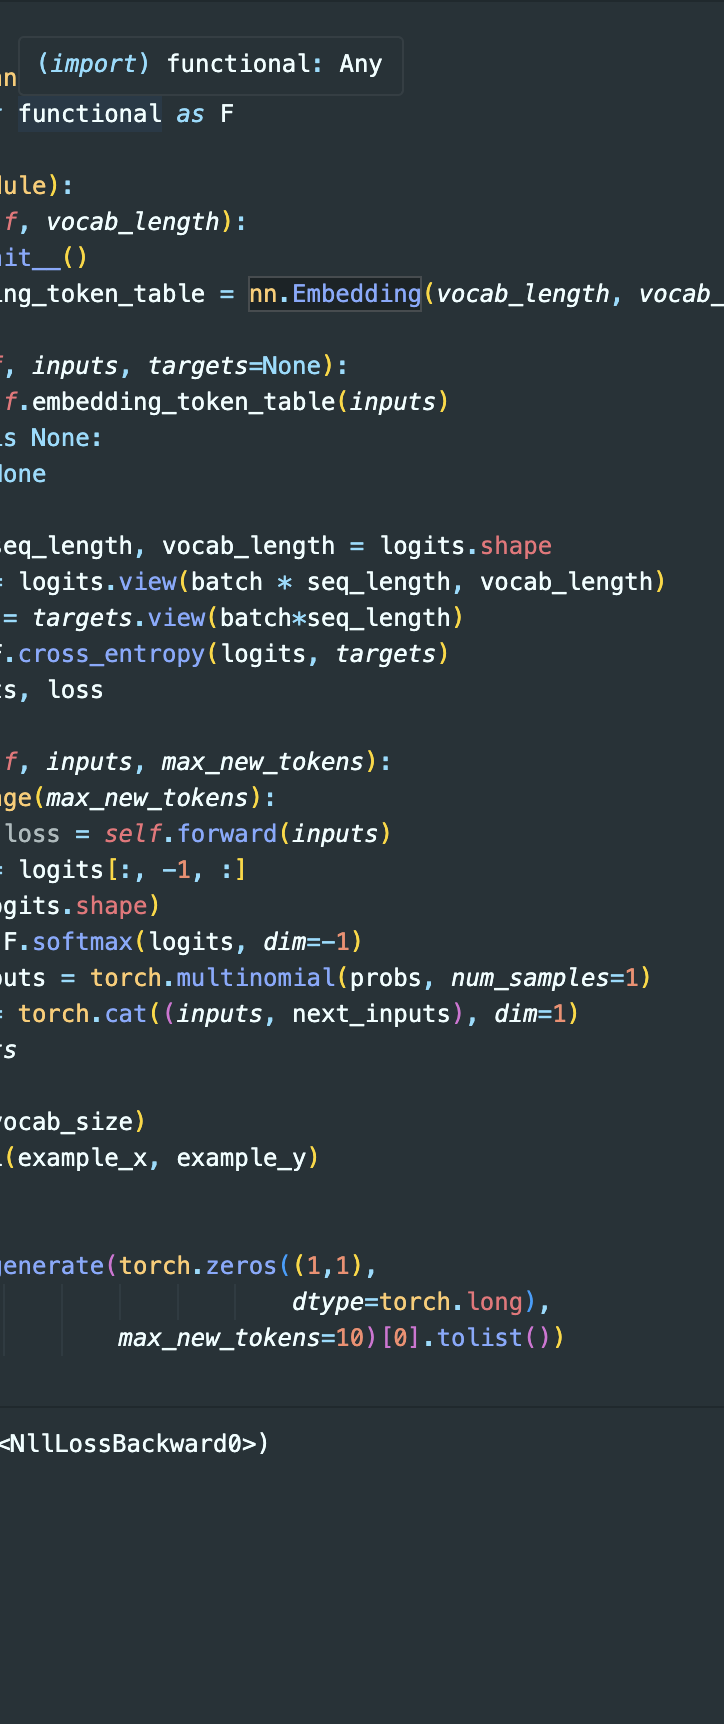 (import) functional: Any
an
functional as F
dule):
f, vocab_length):
nit__()
ing_token_table = nn.Embedding(vocab_length, vocab_
f, inputs, targets=None):
f.embedding_token_table(inputs)
is None:
None
seq_length, vocab_length = logits.shape
= logits.view(batch * seq_length, vocab_length)
= targets.view(batch*seq_length)
F.cross_entropy(logits, targets)
ts, loss
f, inputs, max_new_tokens):
nge(max_new_tokens):
loss = self.forward(inputs)
= logits[:, -1, :]
ogits.shape)
F.softmax(logits, dim=-1)
puts = torch.multinomial(probs, num_samples=1)
= torch.cat((inputs, next_inputs), dim=1)
ts
vocab_size)
l(example_x, example_y)
generate(torch.zeros((1,1),
dtype=torch.long),
max_new_tokens=10)[0].tolist())
<NllLossBackward0>)